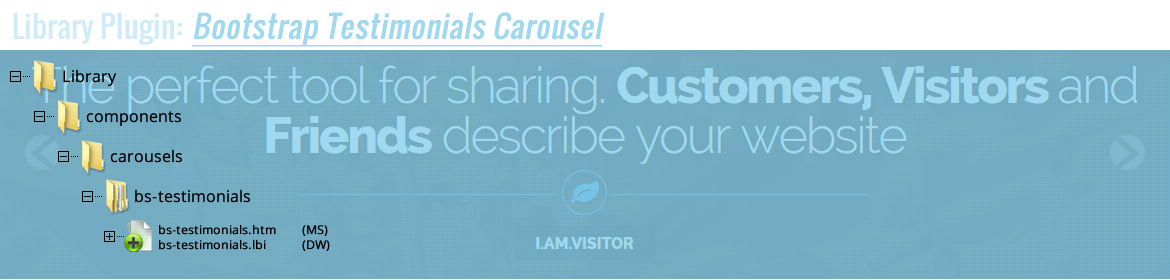 Library Plugin: Bootstrap Testimonials Carousel
Library
The perfect tool for sharing. Customers, Visitors and
components
Friends describe your website
carousels
bs-testimonials
bs-testimonials.htm (MS)
bs-testimonials.lbi (DW)
I.AM.VISITOR